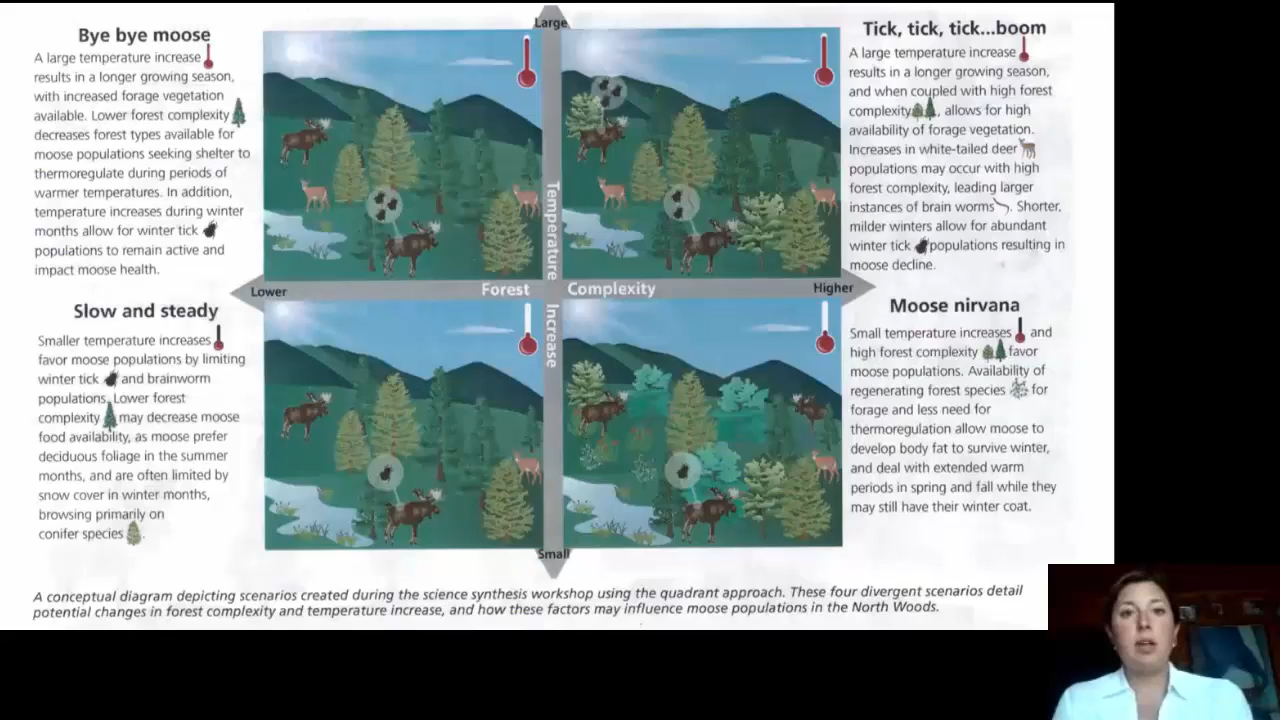 Bye bye moose
A large temperature increase
results in a longer growing season,
with increased forage vegetation
available. Lower forest complexity
decreases forest types available for
moose populations seeking shelter to
thermoregulate during periods of
warmer temperatures. In addition,
temperature increases during winter
months allow for winter tick
populations to remain active and
impact moose health.
Large
Tick, tick, tick...boom
A large temperature increase
results in a longer growing season,
and when coupled with high forest
complexity , allows for high
availability of forage vegetation.
Increases in white-tailed deer
populations may occur with high
forest complexity, leading larger
instances of brain worms . Shorter,
milder winters allow for abundant
winter tick populations resulting in
moose decline.
Temperature Increase
Lower
Forest Complexity
Higher
Slow and steady
Smaller temperature increases
favor moose populations by limiting
winter tick and brainworm
populations. Lower forest
complexity may decrease moose
food availability, as moose prefer
deciduous foliage in the summer
months, and are often limited by
snow cover in winter months,
browsing primarily on
conifer species .
Small
Moose nirvana
Small temperature increases and
high forest complexity favor
moose populations. Availability of
regenerating forest species for
forage and less need for
thermoregulation allow moose to
develop body fat to survive winter,
and deal with extended warm
periods in spring and fall while they
may still have their winter coat.
A conceptual diagram depicting scenarios created during the science synthesis workshop using the quadrant approach. These four divergent scenarios detail
potential changes in forest complexity and temperature increase, and how these factors may influence moose populations in the North Woods.